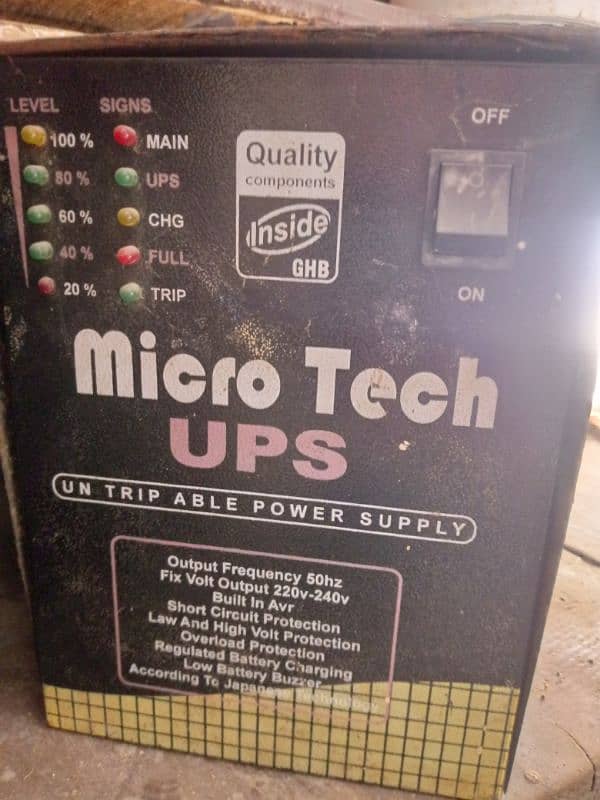 LEVEL SIGNS
100 % MAIN
80 % UPS
60 % CHG
40 % FULL
20 % TRIP
Quality
components
Inside
GHB
OFF
ON
Micro Tech
UPS
UN TRIP ABLE POWER SUPPLY
Output Frequency 50hz
Fix Volt Output 220v-240v
Built In Avr
Short Circuit Protection
Law And High Volt Protection
Overload Protection
Regulated Battery Charging
Low Battery Buzzer
According To Japanese Technology